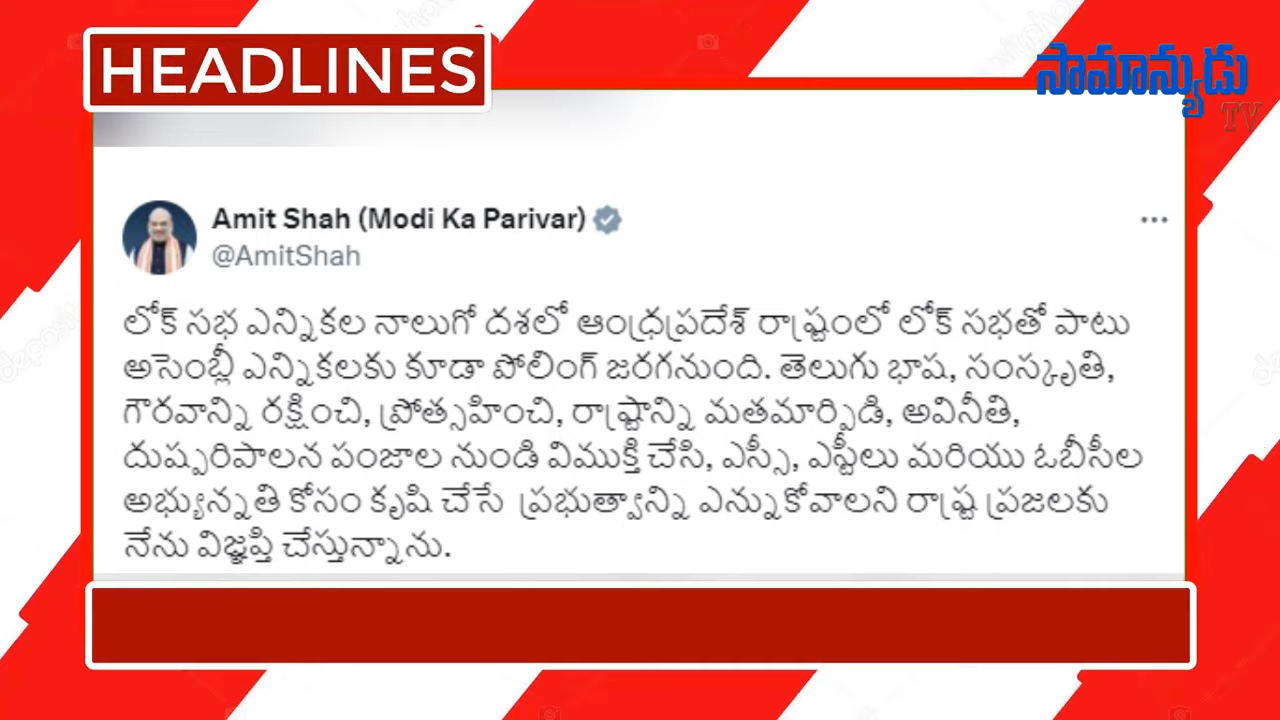 HEADLINES
సామాన్యుడు
TV
Amit Shah (Modi Ka Parivar)
@AmitShah
లోక్ సభ ఎన్నికల నాలుగో దశలో ఆంధ్రప్రదేశ్ రాష్ట్రంలో లోక్ సభతో పాటు
అసెంబ్లీ ఎన్నికలకు కూడా పోలింగ్ జరగనుంది. తెలుగు భాష, సంస్కృతి,
గౌరవాన్ని రక్షించి, ప్రోత్సహించి, రాష్ట్రాన్ని మతమార్పిడి, అవినీతి,
దుష్పరిపాలన పంజాల నుండి విముక్తి చేసి, ఎస్సీ, ఎస్టీలు మరియు ఓబీసీల
అభ్యున్నతి కోసం కృషి చేసే ప్రభుత్వాన్ని ఎన్నుకోవాలని రాష్ట్ర ప్రజలకు
నేను విజ్ఞప్తి చేస్తున్నాను.